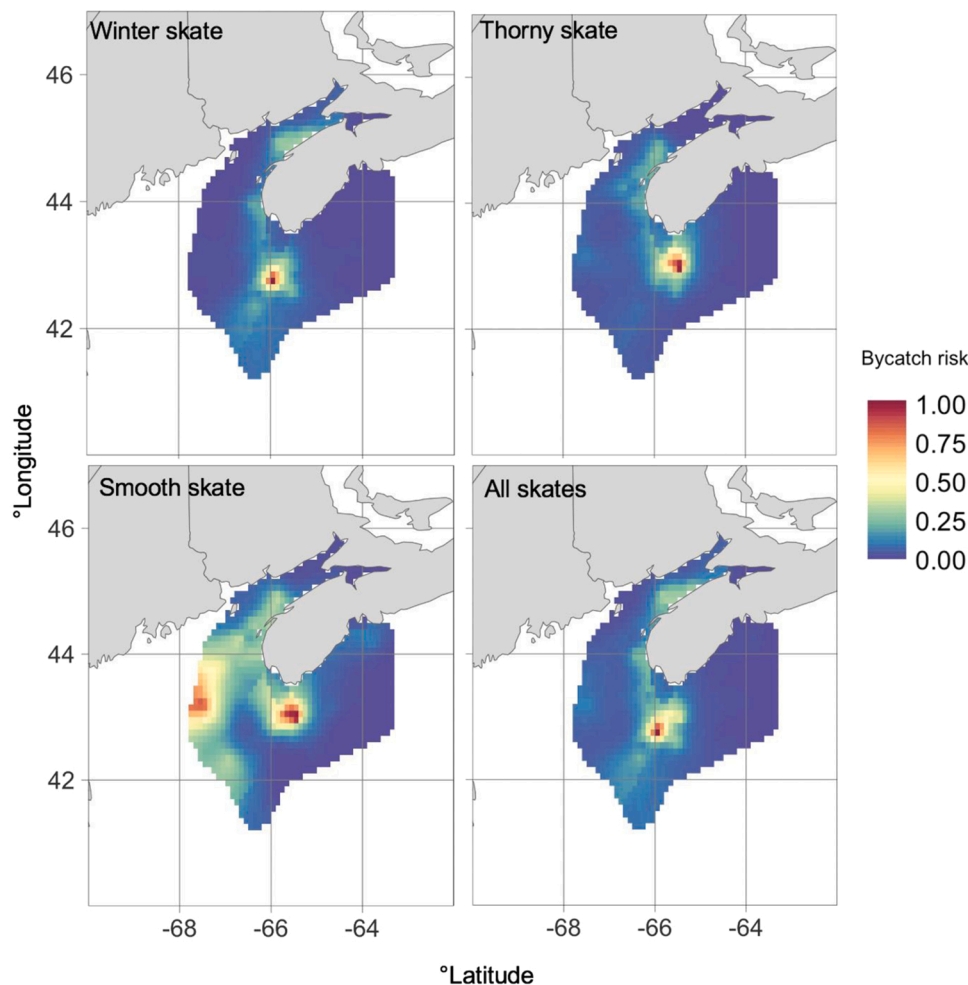 Winter skate
Thorny skate
46
44
42
Bycatch risk
1.00
0.75
0.50
0.25
0.00
°Longitude
Smooth skate
All skates
46
44
42
-68
-66
-64
-68
-66
-64
°Latitude